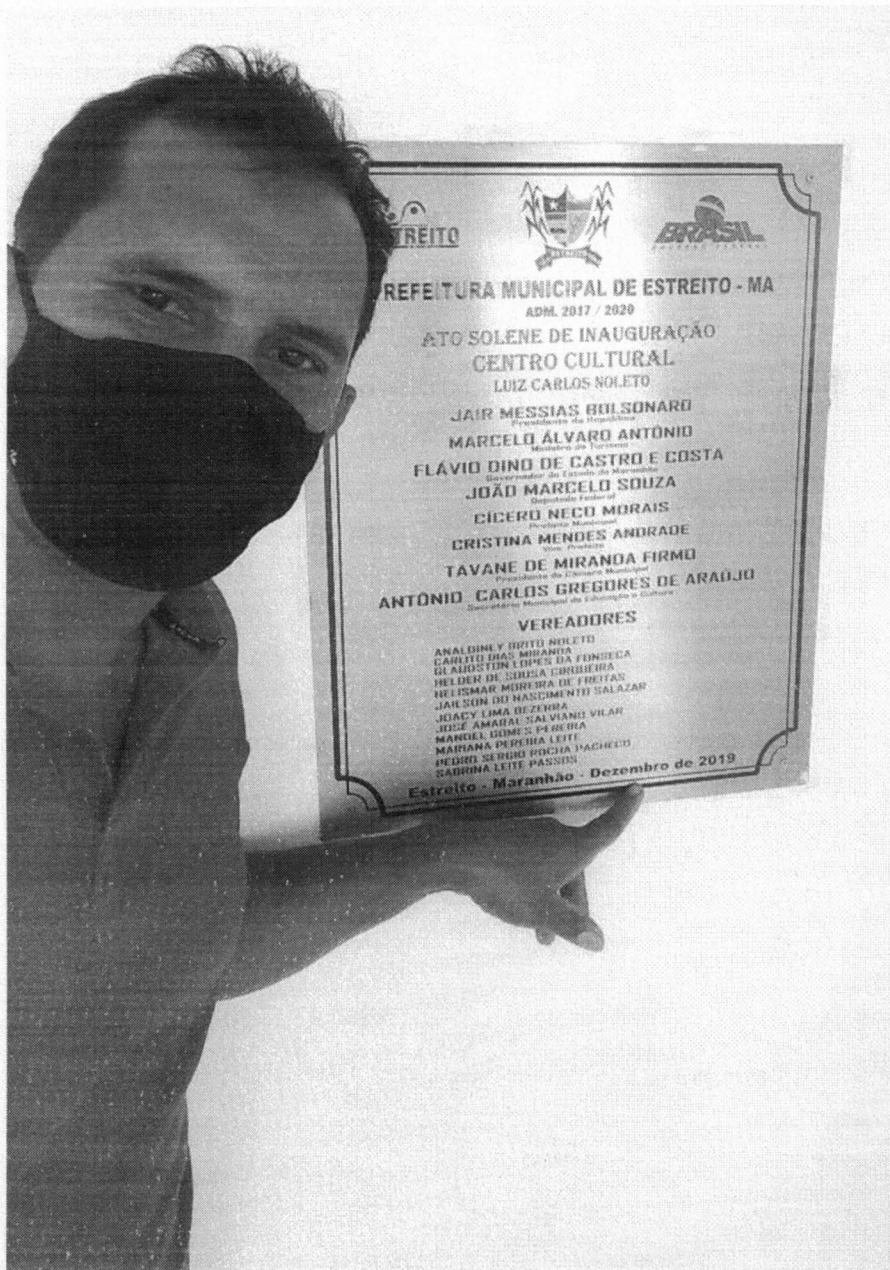 TREITO
ESTREITO
BRASIL
GOVERNO FEDERAL
REFEITURA MUNICIPAL DE ESTREITO - MA
ADM. 2017 / 2020
ATO SOLENE DE INAUGURAÇÃO
CENTRO CULTURAL
LUIZ CARLOS NOLETO
JAIR MESSIAS BOLSONARO
Presidente da República
MARCELO ÁLVARO ANTÔNIO
Ministro do Turismo
FLÁVIO DINO DE CASTRO E COSTA
Governador do Estado do Maranhão
JOÃO MARCELO SOUZA
Deputado Federal
CÍCERO NECO MORAIS
Prefeito Municipal
CRISTINA MENDES ANDRADE
Vice Prefeita
TAVANE DE MIRANDA FIRMO
Presidente da Câmara Municipal
ANTÔNIO CARLOS GREGORES DE ARAÚJO
Secretário Municipal de Educação e Cultura
VEREADORES
ANALDINEY BRITO NOLETO
CARLITO DIAS MIRANDA
GLAUDSTON LOPES DA FONSECA
HELDER DE SOUSA CIRQUEIRA
HELISMAR MOREIRA DE FREITAS
JAILSON DO NASCIMENTO SALAZAR
JOACY LIMA BEZERRA
JOSÉ AMARAL SALVIANO VILAR
MANOEL GOMES PEREIRA
MARIANA PEREIRA LEITE
PEDRO SERGIO ROCHA PACHECO
SABRINA LEITE PASSOS
Estreito - Maranhão - Dezembro de 2019